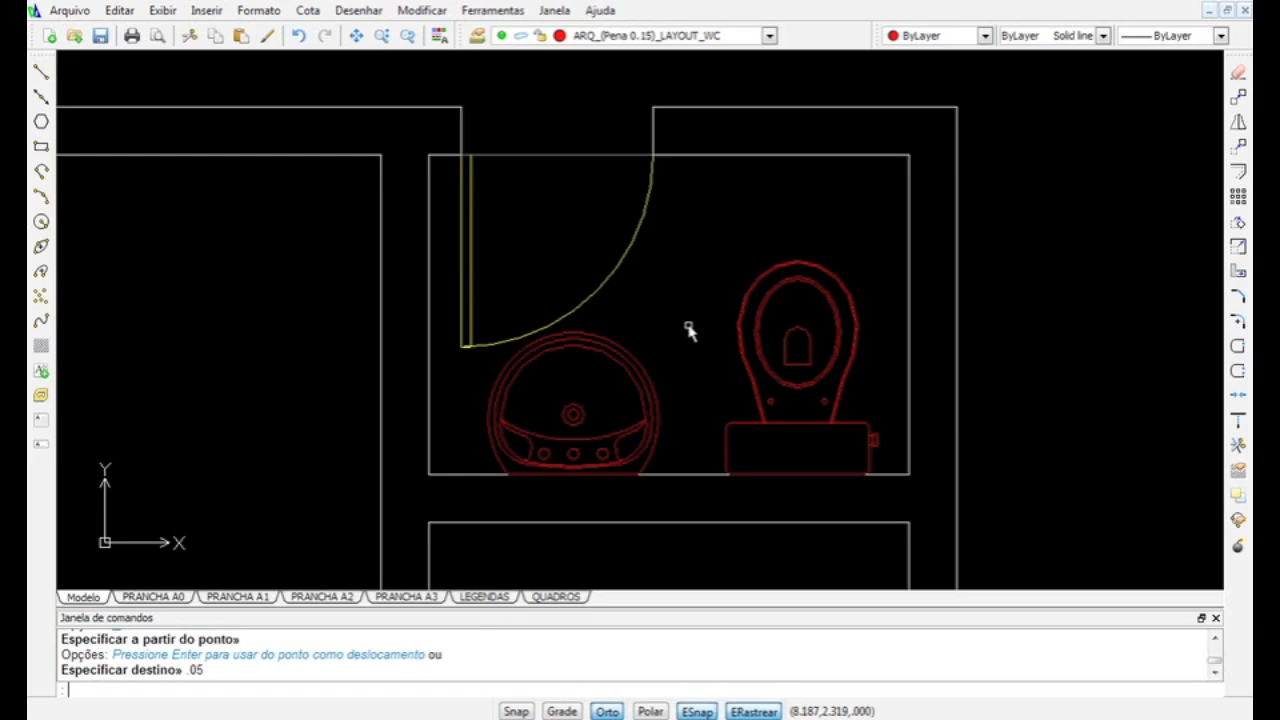 Arquivo Editar Exibir Inserir Formato Cota Desenhar Modificar Ferramentas Janela Ajuda
ARQ_(Pena 0.15)_LAYOUT_WC ByLayer ByLayer Solid line ByLayer
Y
X
Modelo PRANCHA A0 PRANCHA A1 PRANCHA A2 PRANCHA A3 LEGENDAS QUADROS
Janela de comandos
Especificar a partir do ponto»
Opções: Pressione Enter para usar do ponto como deslocamento ou
Especificar destino» .05
:
Snap Grade Orto Polar ESnap ERastrear (8.187,2.319,.000)